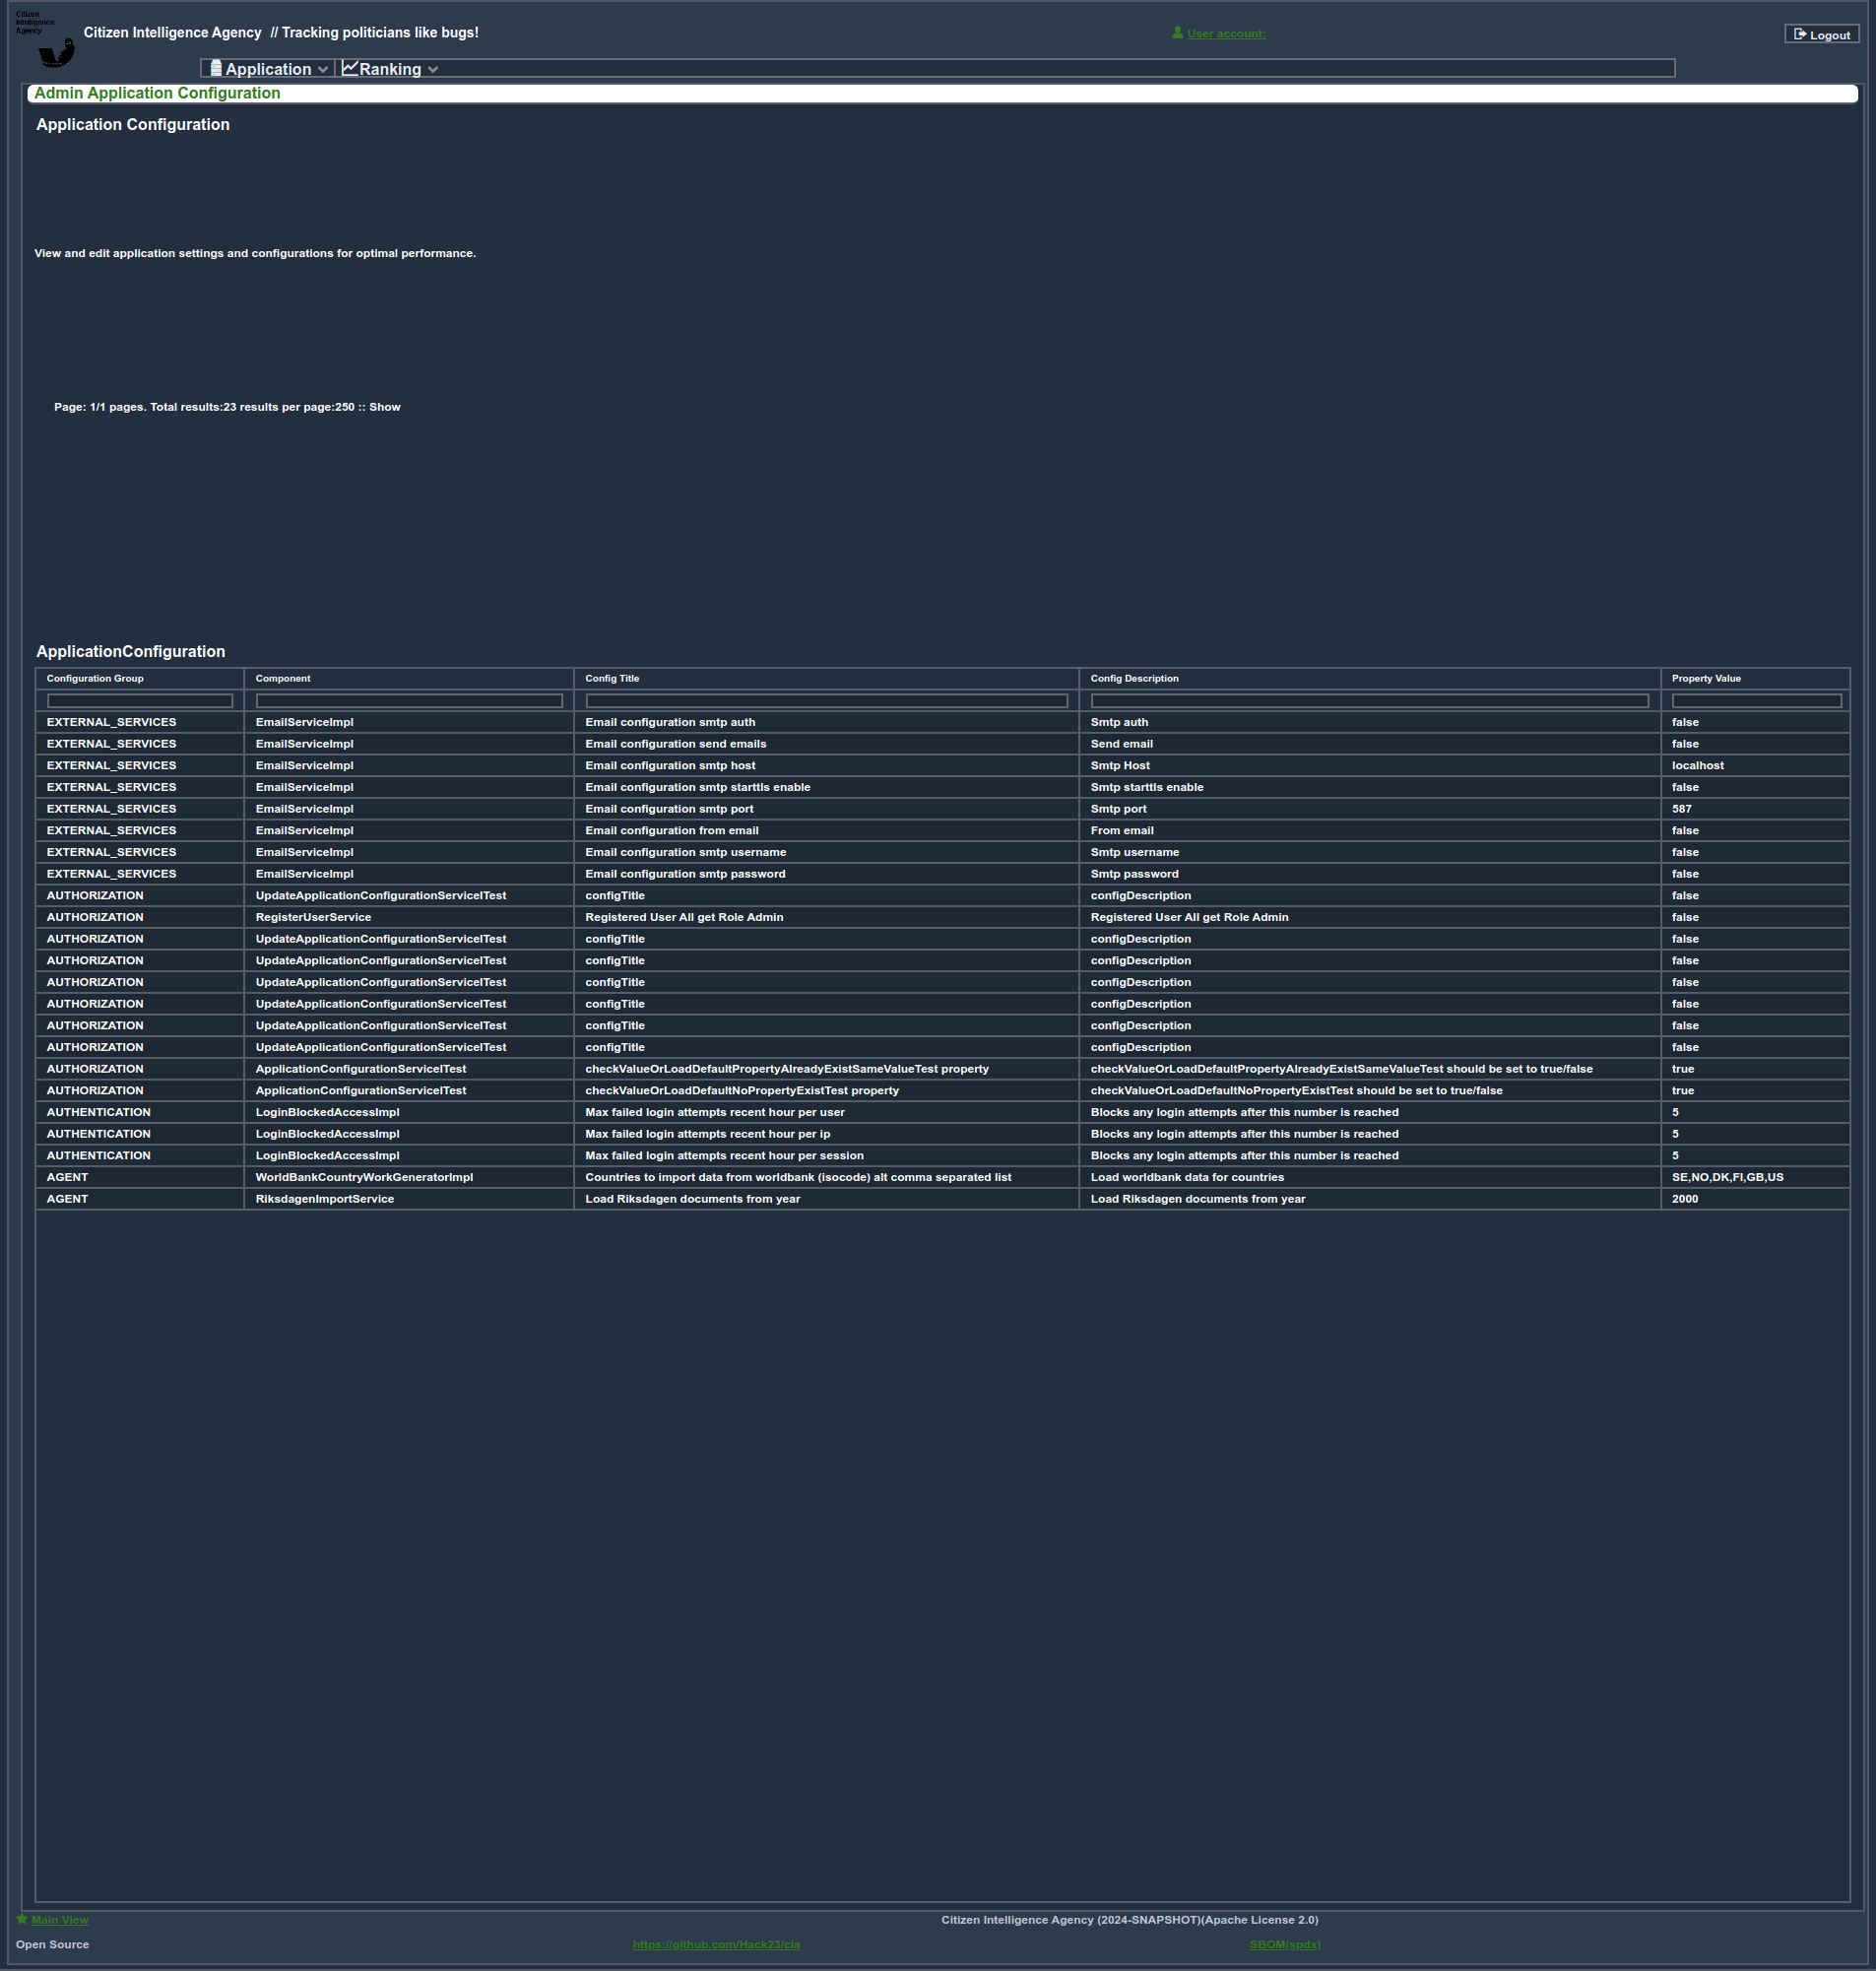 Citizen
Intelligence
Agency
Citizen Intelligence Agency // Tracking politicians like bugs!
User account:
Logout
Application Ranking
Admin Application Configuration
Application Configuration
View and edit application settings and configurations for optimal performance.
Page: 1/1 pages. Total results:23 results per page:250 :: Show
ApplicationConfiguration
Configuration Group Component Config Title Config Description Property Value
EXTERNAL_SERVICES EmailServiceImpl Email configuration smtp auth Smtp auth false
EXTERNAL_SERVICES EmailServiceImpl Email configuration send emails Send email false
EXTERNAL_SERVICES EmailServiceImpl Email configuration smtp host Smtp Host localhost
EXTERNAL_SERVICES EmailServiceImpl Email configuration smtp starttls enable Smtp starttls enable false
EXTERNAL_SERVICES EmailServiceImpl Email configuration smtp port Smtp port 587
EXTERNAL_SERVICES EmailServiceImpl Email configuration from email From email false
EXTERNAL_SERVICES EmailServiceImpl Email configuration smtp username Smtp username false
EXTERNAL_SERVICES EmailServiceImpl Email configuration smtp password Smtp password false
AUTHORIZATION UpdateApplicationConfigurationServiceITest configTitle configDescription false
AUTHORIZATION RegisterUserService Registered User All get Role Admin Registered User All get Role Admin false
AUTHORIZATION UpdateApplicationConfigurationServiceITest configTitle configDescription false
AUTHORIZATION UpdateApplicationConfigurationServiceITest configTitle configDescription false
AUTHORIZATION UpdateApplicationConfigurationServiceITest configTitle configDescription false
AUTHORIZATION UpdateApplicationConfigurationServiceITest configTitle configDescription false
AUTHORIZATION UpdateApplicationConfigurationServiceITest configTitle configDescription false
AUTHORIZATION UpdateApplicationConfigurationServiceITest configTitle configDescription false
AUTHORIZATION ApplicationConfigurationServiceITest checkValueOrLoadDefaultPropertyAlreadyExistSameValueTest property checkValueOrLoadDefaultPropertyAlreadyExistSameValueTest should be set to true/false true
AUTHORIZATION ApplicationConfigurationServiceITest checkValueOrLoadDefaultNoPropertyExistTest property checkValueOrLoadDefaultNoPropertyExistTest should be set to true/false true
AUTHENTICATION LoginBlockedAccessImpl Max failed login attempts recent hour per user Blocks any login attempts after this number is reached 5
AUTHENTICATION LoginBlockedAccessImpl Max failed login attempts recent hour per ip Blocks any login attempts after this number is reached 5
AUTHENTICATION LoginBlockedAccessImpl Max failed login attempts recent hour per session Blocks any login attempts after this number is reached 5
AGENT WorldBankCountryWorkGeneratorImpl Countries to import data from worldbank (isocode) alt comma separated list Load worldbank data for countries SE,NO,DK,FI,GB,US
AGENT RiksdagenImportService Load Riksdagen documents from year Load Riksdagen documents from year 2000
Main View Citizen Intelligence Agency (2024-SNAPSHOT)(Apache License 2.0)
Open Source https://github.com/Hack23/cia SBOM(spdx)